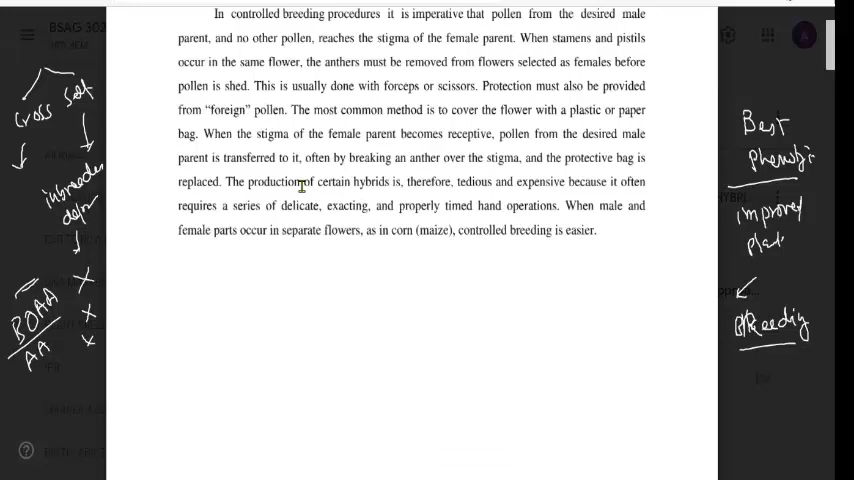 BSAG 302
In controlled breeding procedures it is imperative that pollen from the desired male
parent, and no other pollen, reaches the stigma of the female parent. When stamens and pistils
occur in the same flower, the anthers must be removed from flowers selected as females before
pollen is shed. This is usually done with forceps or scissors. Protection must also be provided
from “foreign” pollen. The most common method is to cover the flower with a plastic or paper
bag. When the stigma of the female parent becomes receptive, pollen from the desired male
parent is transferred to it, often by breaking an anther over the stigma, and the protective bag is
replaced. The production of certain hybrids is, therefore, tedious and expensive because it often
requires a series of delicate, exacting, and properly timed hand operations. When male and
female parts occur in separate flowers, as in corn (maize), controlled breeding is easier.
cross self
x
x
x
BOAA
AA
Best
improved
A